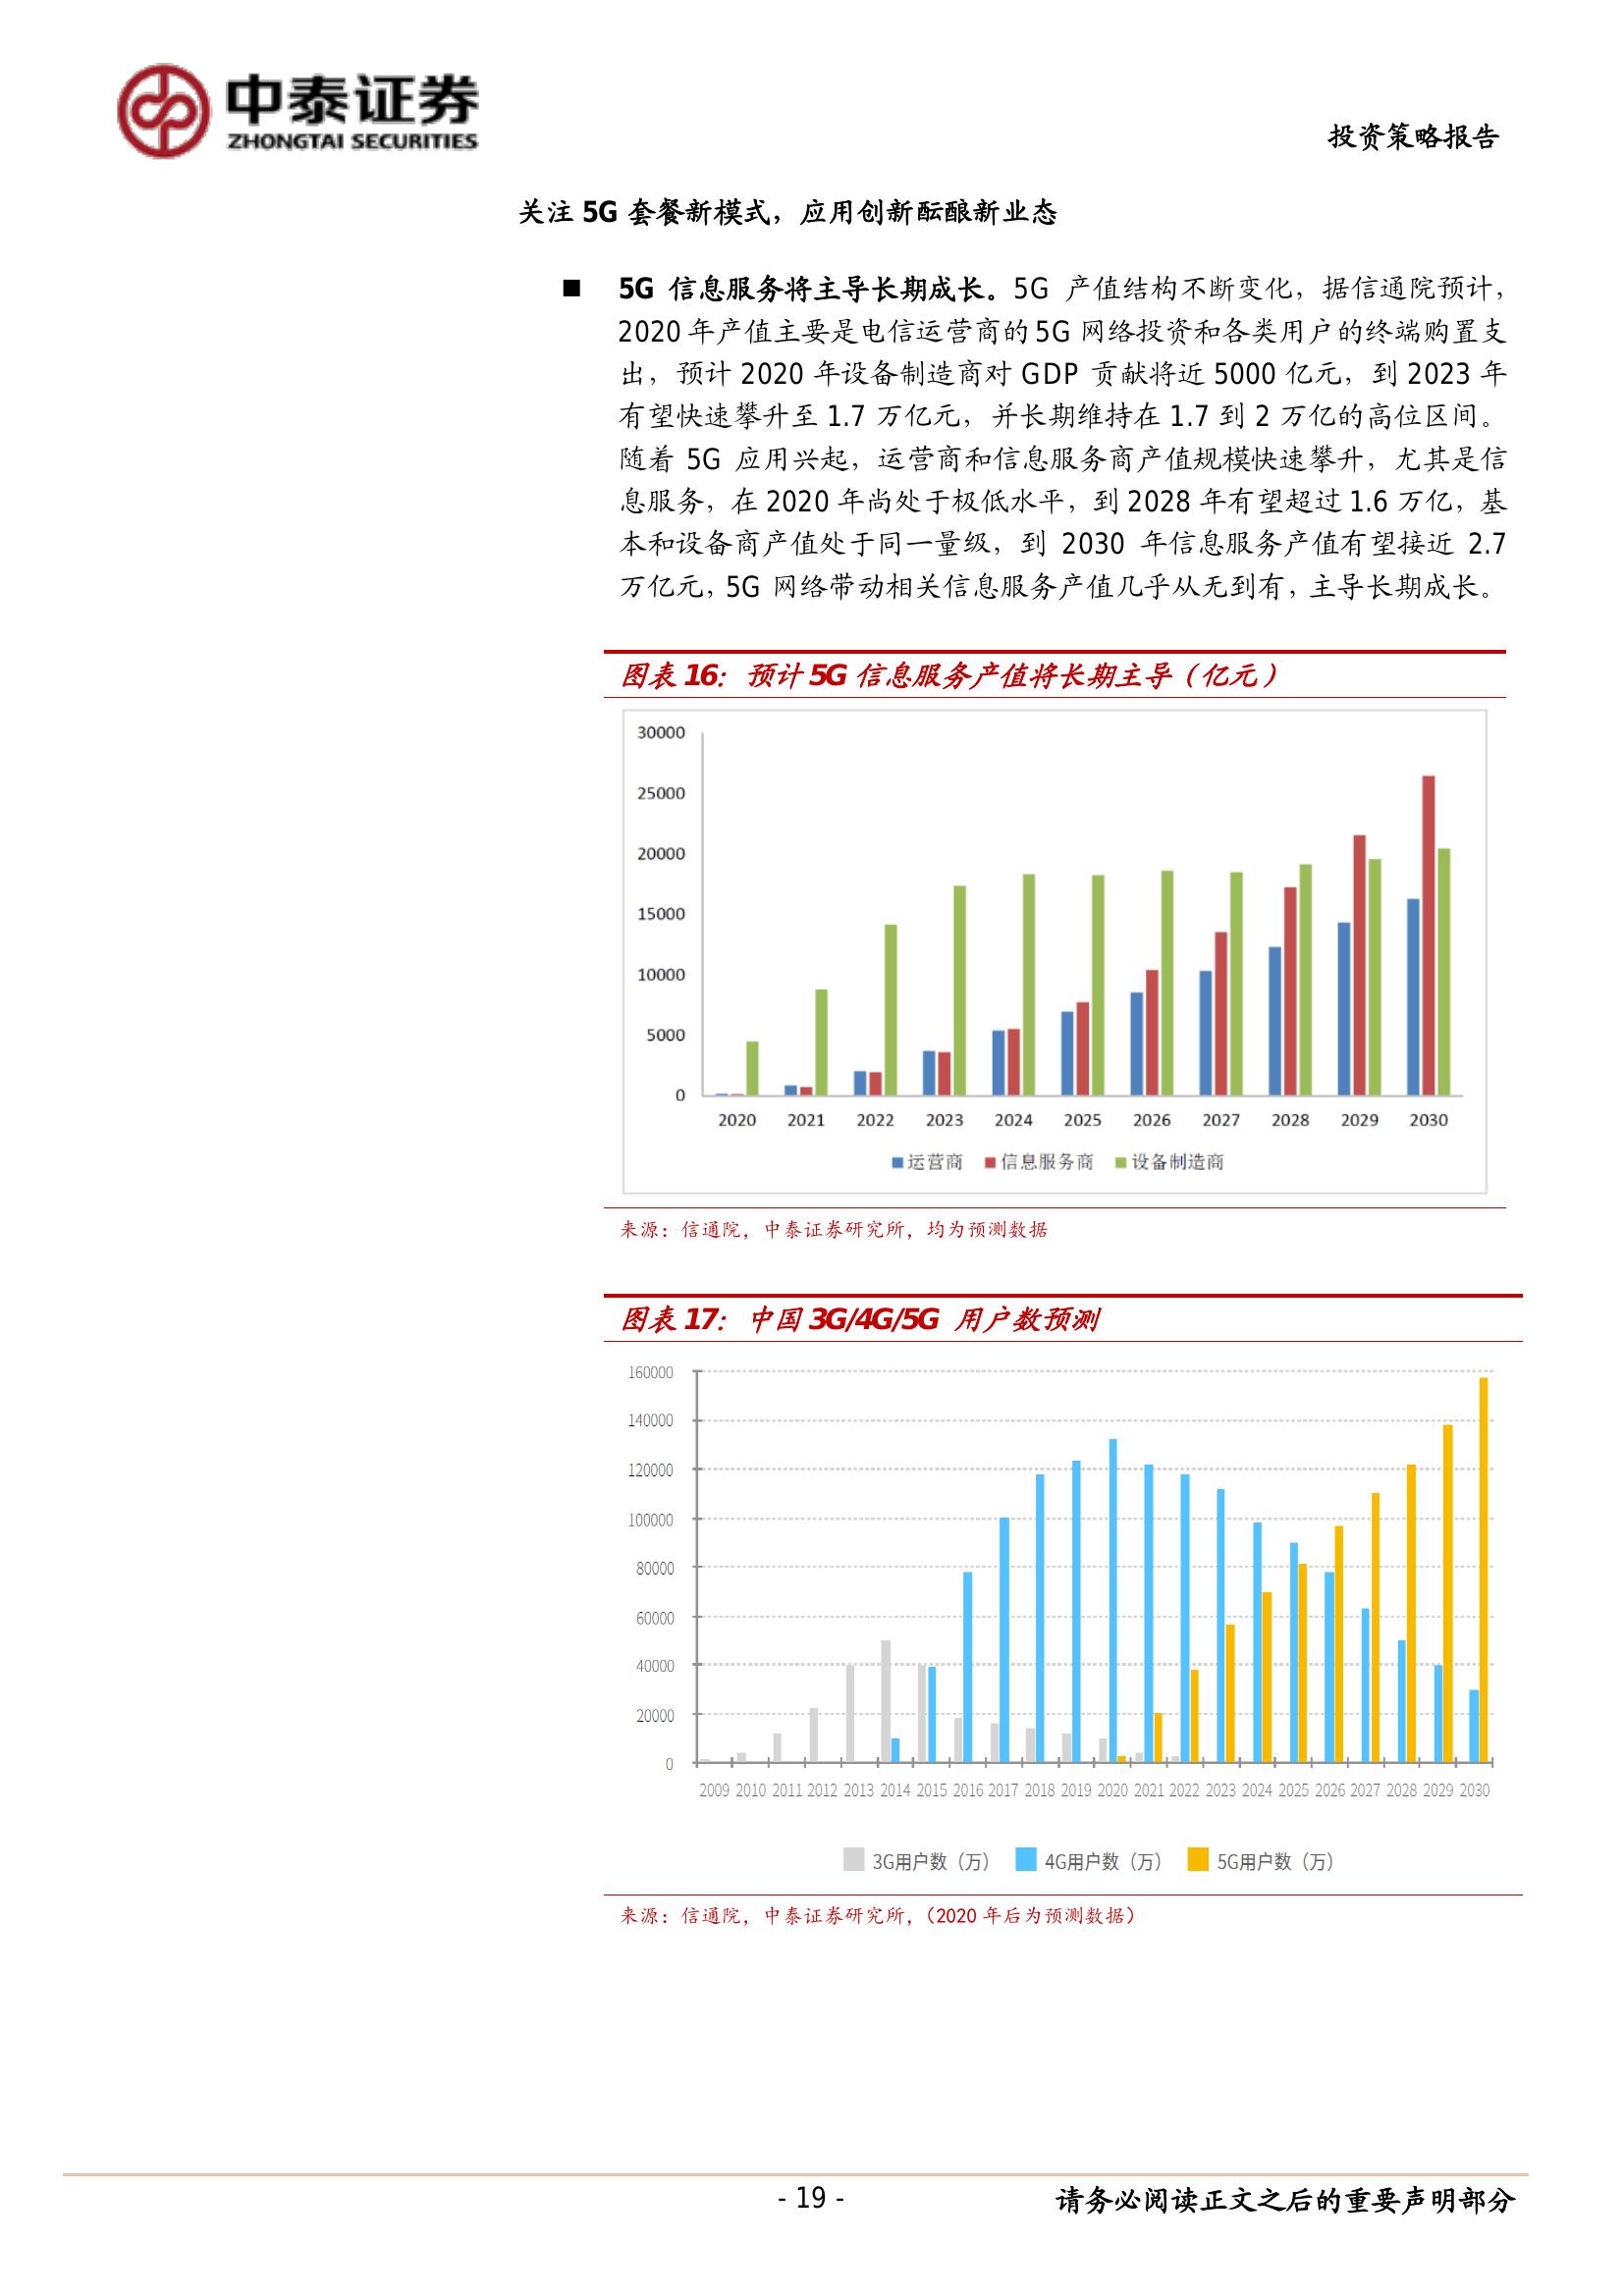 中泰证券
ZHONGTAI SECURITIES
投资策略报告
关注 5G 套餐新模式，应用创新酝酿新业态
■ 5G 信息服务将主导长期成长。5G 产值结构不断变化，据信通院预计，
2020 年产值主要是电信运营商的 5G 网络投资和各类用户的终端购置支
出，预计 2020 年设备制造商对 GDP 贡献将近 5000 亿元，到 2023 年
有望快速攀升至 1.7 万亿元，并长期维持在 1.7 到 2 万亿的高位区间。
随着 5G 应用兴起，运营商和信息服务商产值规模快速攀升，尤其是信
息服务，在 2020 年尚处于极低水平，到 2028 年有望超过 1.6 万亿，基
本和设备商产值处于同一量级，到 2030 年信息服务产值有望接近 2.7
万亿元，5G 网络带动相关信息服务产值几乎从无到有，主导长期成长。
图表 16：预计 5G 信息服务产值将长期主导（亿元）
30000
25000
20000
15000
10000
5000
0
2020 2021 2022 2023 2024 2025 2026 2027 2028 2029 2030
运营商 信息服务商 设备制造商
来源：信通院，中泰证券研究所，均为预测数据
图表 17：中国 3G/4G/5G 用户数预测
160000
140000
120000
100000
80000
60000
40000
20000
0
2009 2010 2011 2012 2013 2014 2015 2016 2017 2018 2019 2020 2021 2022 2023 2024 2025 2026 2027 2028 2029 2030
3G用户数（万） 4G用户数（万） 5G用户数（万）
来源：信通院，中泰证券研究所，（2020 年后为预测数据）
- 19 -
请务必阅读正文之后的重要声明部分